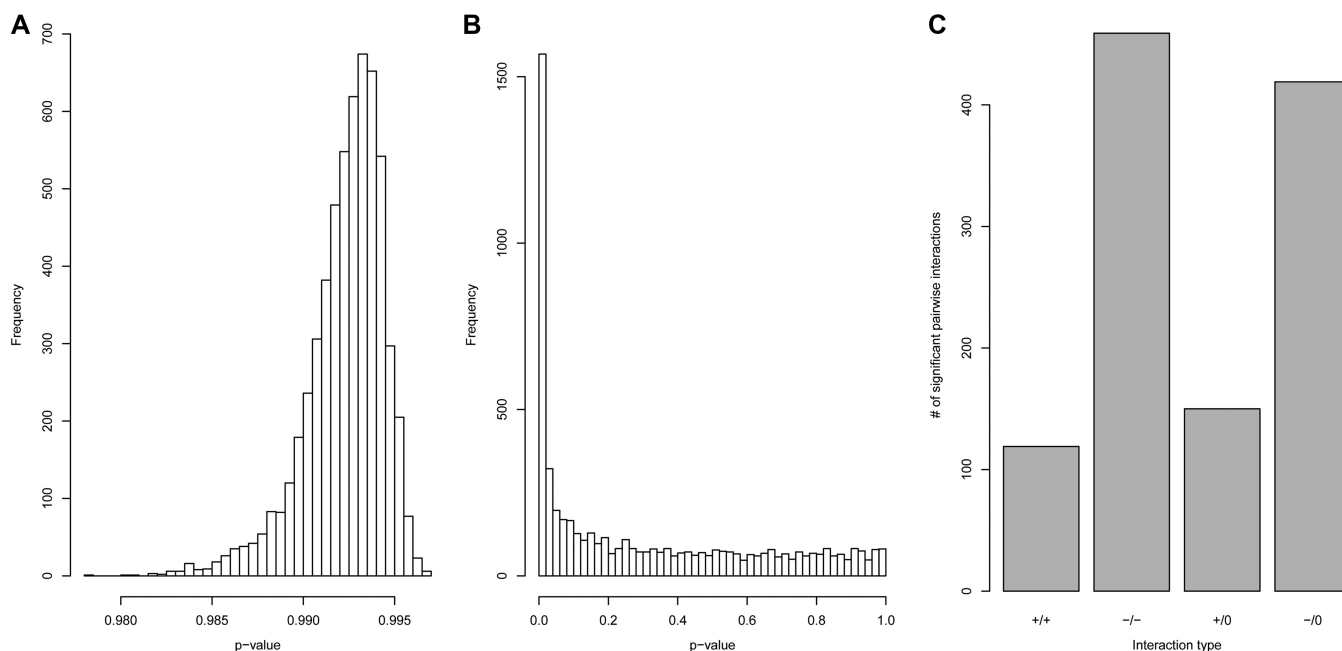 A
Frequency
700
600
500
400
300
200
100
0
0.980 0.985 0.990 0.995
p-value
B
Frequency
1500
1000
500
0
0.0 0.2 0.4 0.6 0.8 1.0
p-value
C
# of significant pairwise interactions
400
300
200
100
0
+/+ −/− +/0 −/0
Interaction type